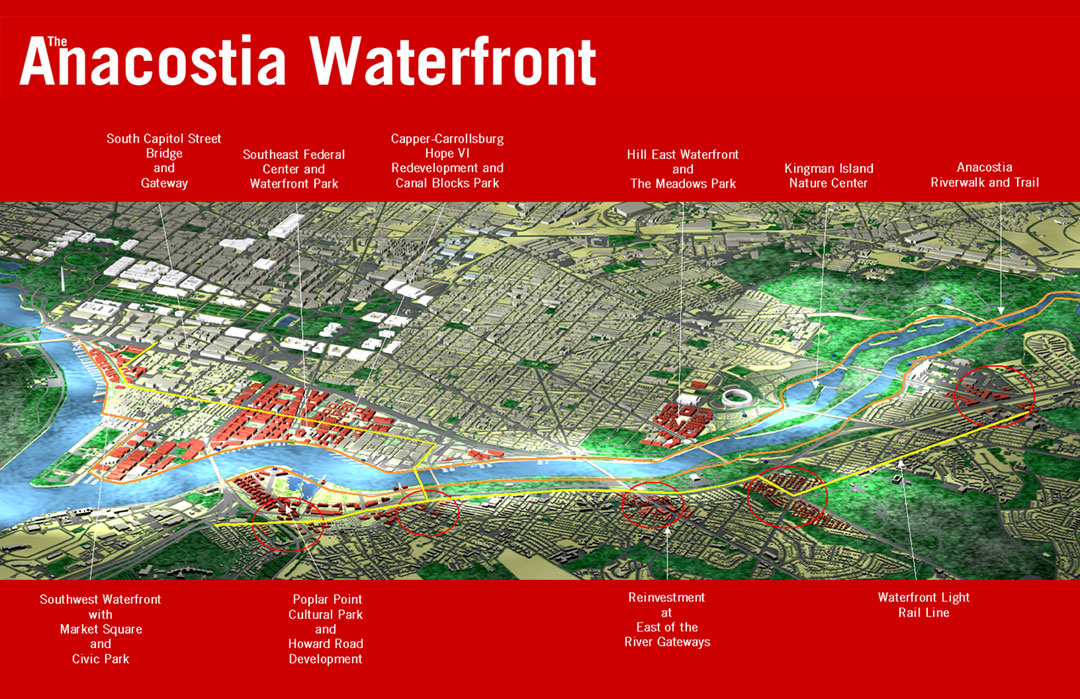 The Anacostia Waterfront
South Capitol Street
Bridge
and
Gateway
Southeast Federal
Center and
Waterfront Park
Capper-Carrollsburg
Hope VI
Redevelopment and
Canal Blocks Park
Hill East Waterfront
and
The Meadows Park
Kingman Island
Nature Center
Anacostia
Riverwalk and Trail
Southwest Waterfront
with
Market Square
and
Civic Park
Poplar Point
Cultural Park
and
Howard Road
Development
Reinvestment
at
East of the
River Gateways
Waterfront Light
Rail Line